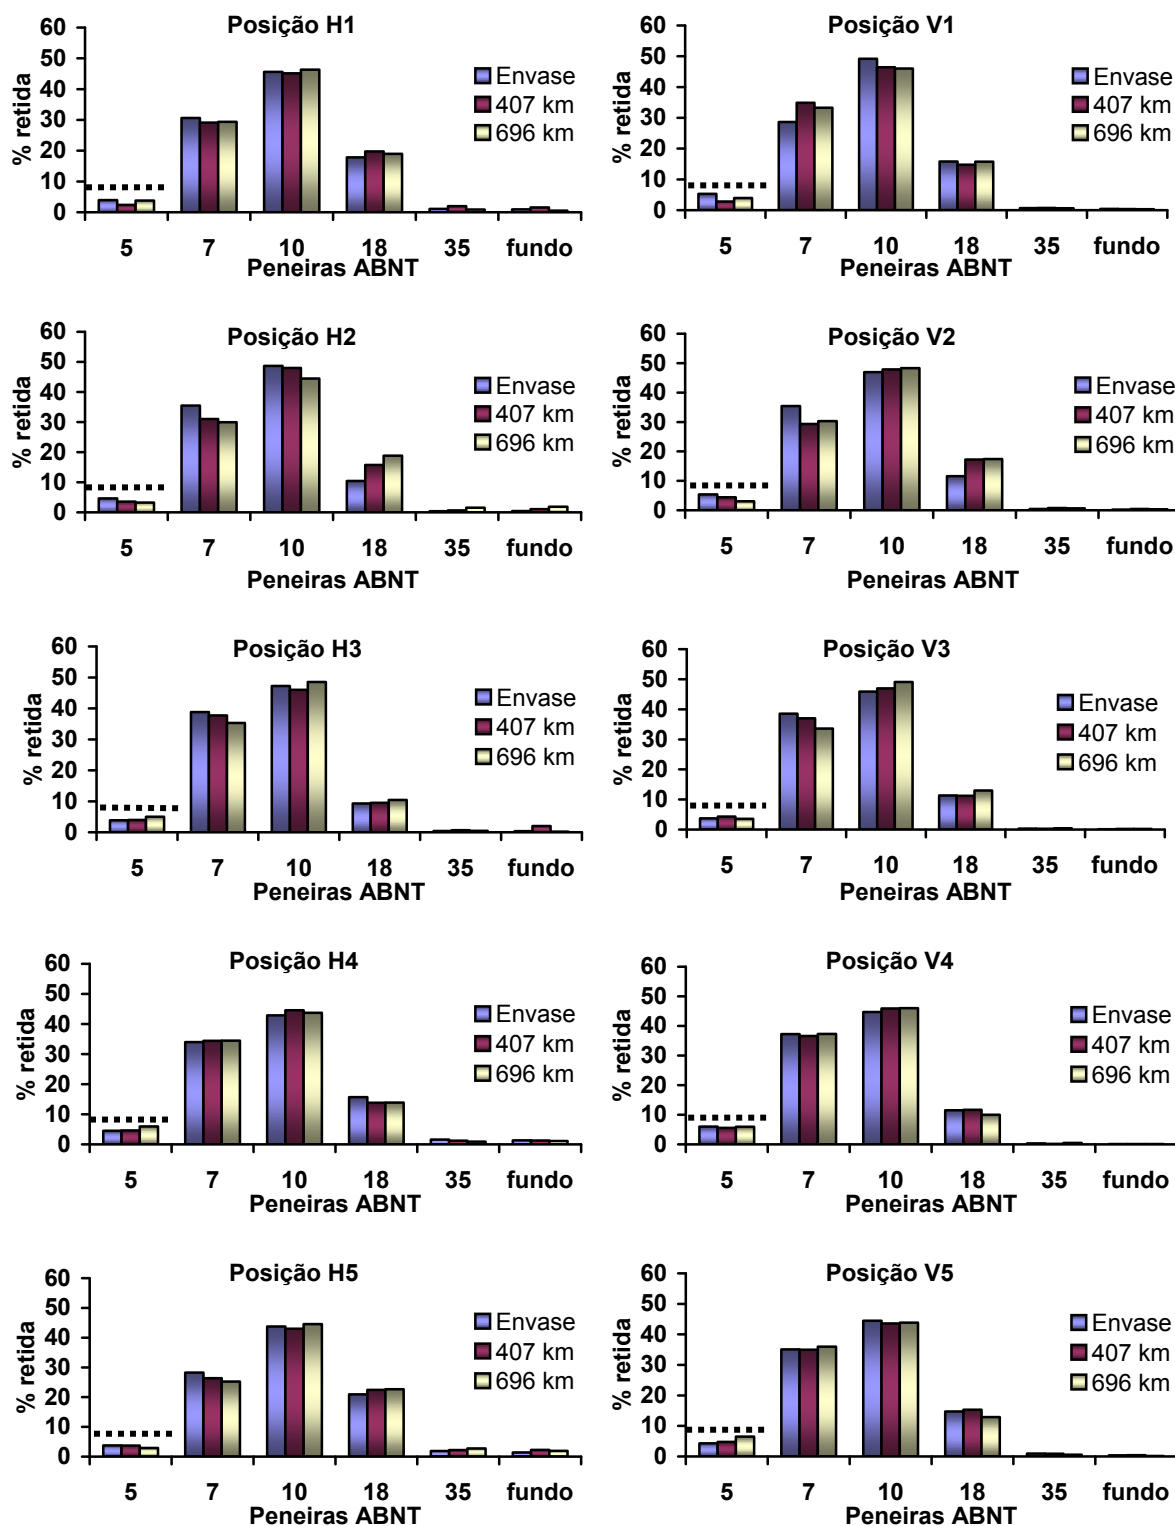 Posição H1
% retida
60
50
40
30
20
10
0
5 7 10 18 35 fundo
Peneiras ABNT
Envase
407 km
696 km
Posição V1
% retida
60
50
40
30
20
10
0
5 7 10 18 35 fundo
Peneiras ABNT
Envase
407 km
696 km
Posição H2
% retida
60
50
40
30
20
10
0
5 7 10 18 35 fundo
Peneiras ABNT
Envase
407 km
696 km
Posição V2
% retida
60
50
40
30
20
10
0
5 7 10 18 35 fundo
Peneiras ABNT
Envase
407 km
696 km
Posição H3
% retida
60
50
40
30
20
10
0
5 7 10 18 35 fundo
Peneiras ABNT
Envase
407 km
696 km
Posição V3
% retida
60
50
40
30
20
10
0
5 7 10 18 35 fundo
Peneiras ABNT
Envase
407 km
696 km
Posição H4
% retida
60
50
40
30
20
10
0
5 7 10 18 35 fundo
Peneiras ABNT
Envase
407 km
696 km
Posição V4
% retida
60
50
40
30
20
10
0
5 7 10 18 35 fundo
Peneiras ABNT
Envase
407 km
696 km
Posição H5
% retida
60
50
40
30
20
10
0
5 7 10 18 35 fundo
Peneiras ABNT
Envase
407 km
696 km
Posição V5
% retida
60
50
40
30
20
10
0
5 7 10 18 35 fundo
Peneiras ABNT
Envase
407 km
696 km